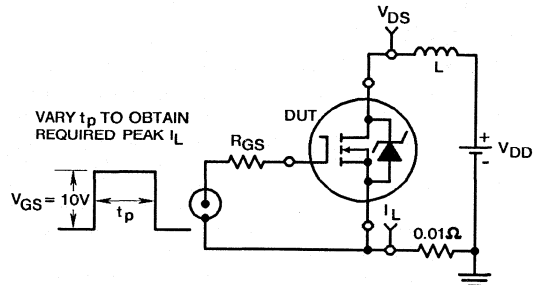 VDS
L
VARY tp TO OBTAIN
REQUIRED PEAK IL
DUT
RGS
+
VDD
-
VGS = 10V
tp
IL
0.01Ω